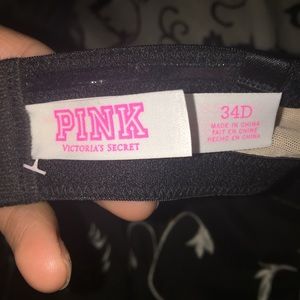 PINK
VICTORIA'S SECRET
34D
MADE IN CHINA
FAIT EN CHINE
HECHO EN CHINA